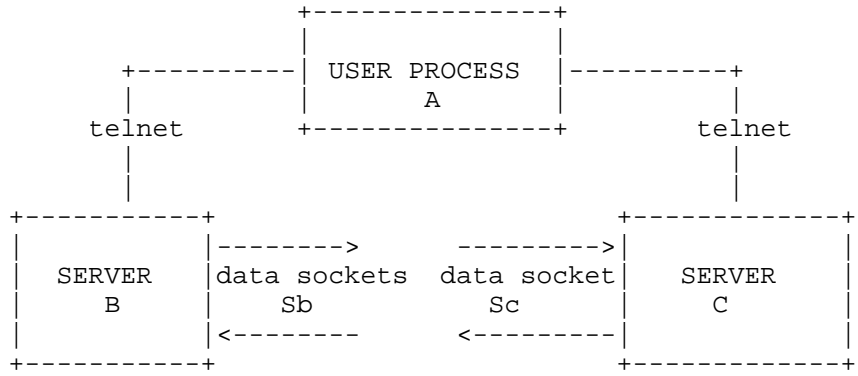 USER PROCESS
A
telnet telnet
SERVER data sockets data socket SERVER
B Sb Sc C